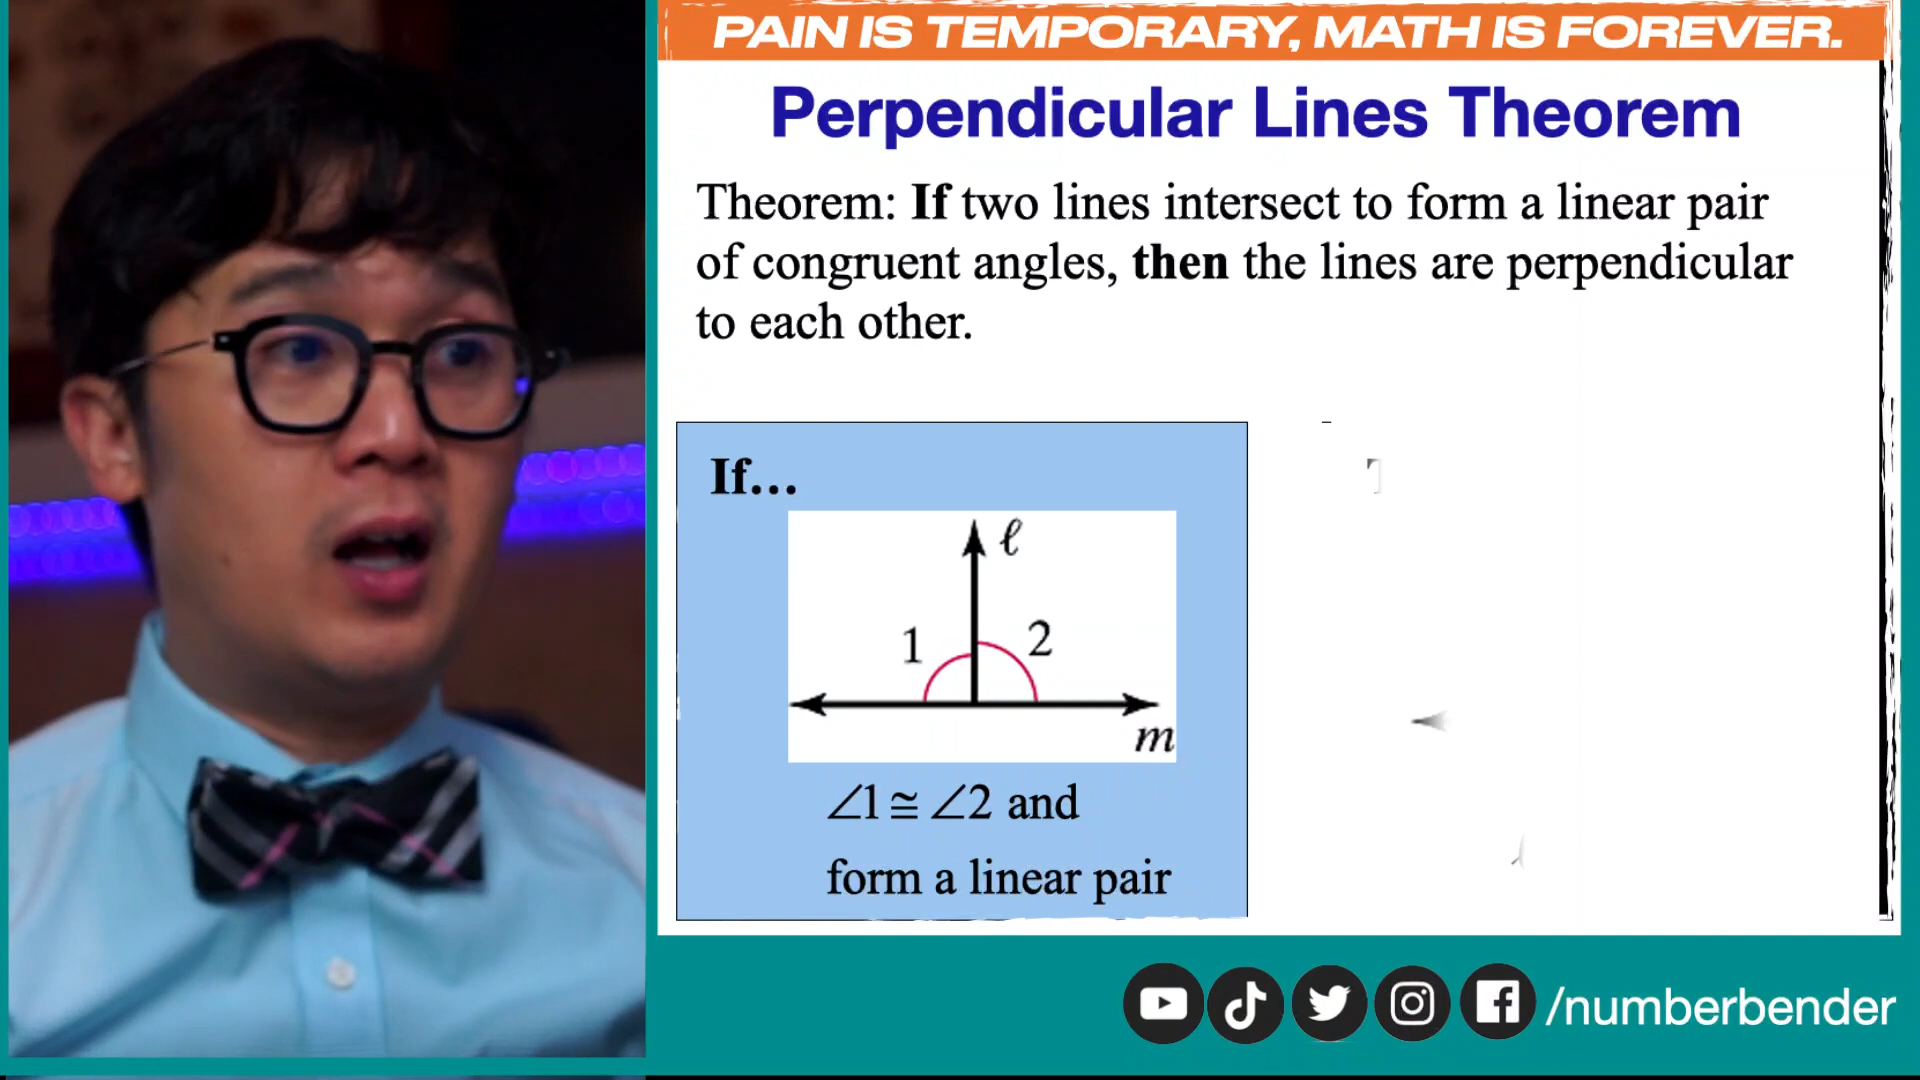 PAIN IS TEMPORARY, MATH IS FOREVER.
Perpendicular Lines Theorem
Theorem: If two lines intersect to form a linear pair
of congruent angles, then the lines are perpendicular
to each other.
If...
ℓ
1
2
m
∠1 ≅ ∠2 and
form a linear pair
/numberbender